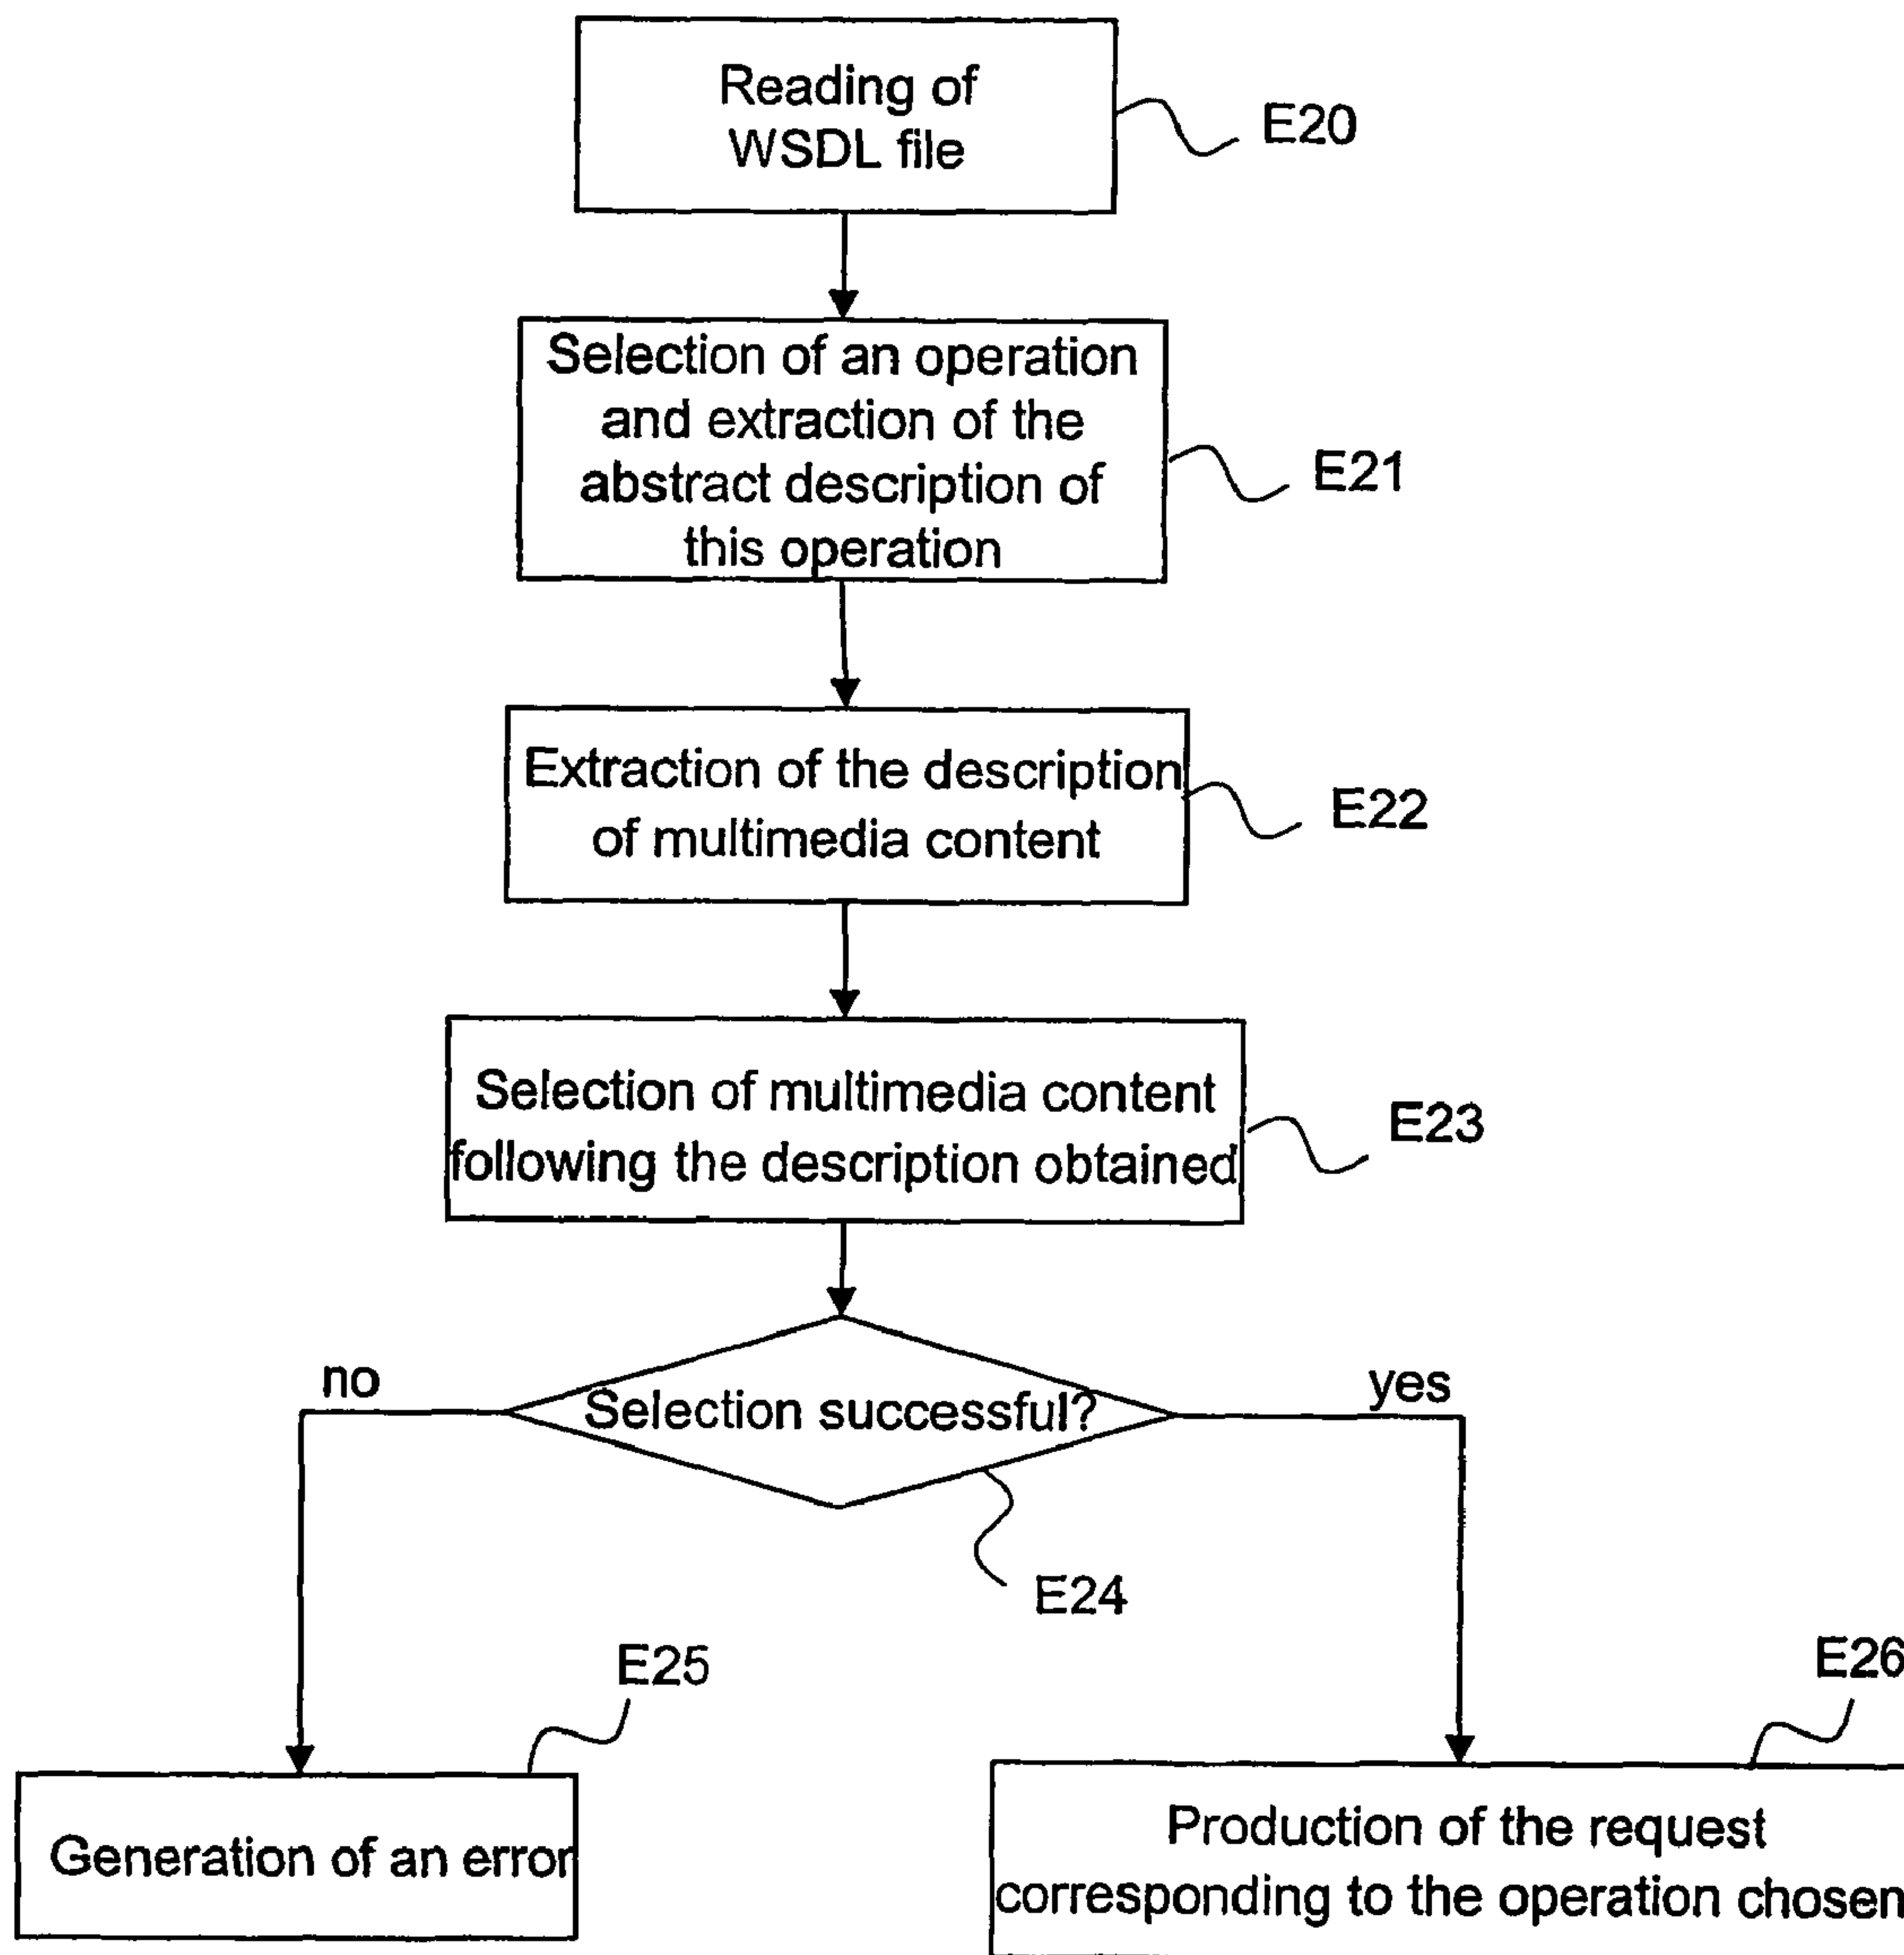 Reading of
WSDL file
E20
Selection of an operation
and extraction of the
abstract description of
this operation
E21
Extraction of the description
of multimedia content
E22
Selection of multimedia content
following the description obtained
E23
no
Selection successful?
yes
E24
E25
E26
Generation of an error
Production of the request
corresponding to the operation chosen